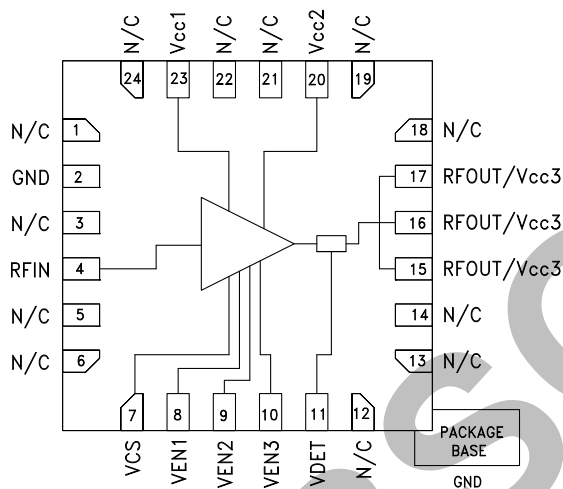 N/C Vcc1 N/C N/C Vcc2 N/C
24 23 22 21 20 19
N/C 1
GND 2
N/C 3
RFIN 4
N/C 5
N/C 6
18 N/C
17 RFOUT/Vcc3
16 RFOUT/Vcc3
15 RFOUT/Vcc3
14 N/C
13 N/C
7 8 9 10 11 12
VCS VEN1 VEN2 VEN3 VDET N/C
PACKAGE
BASE
GND